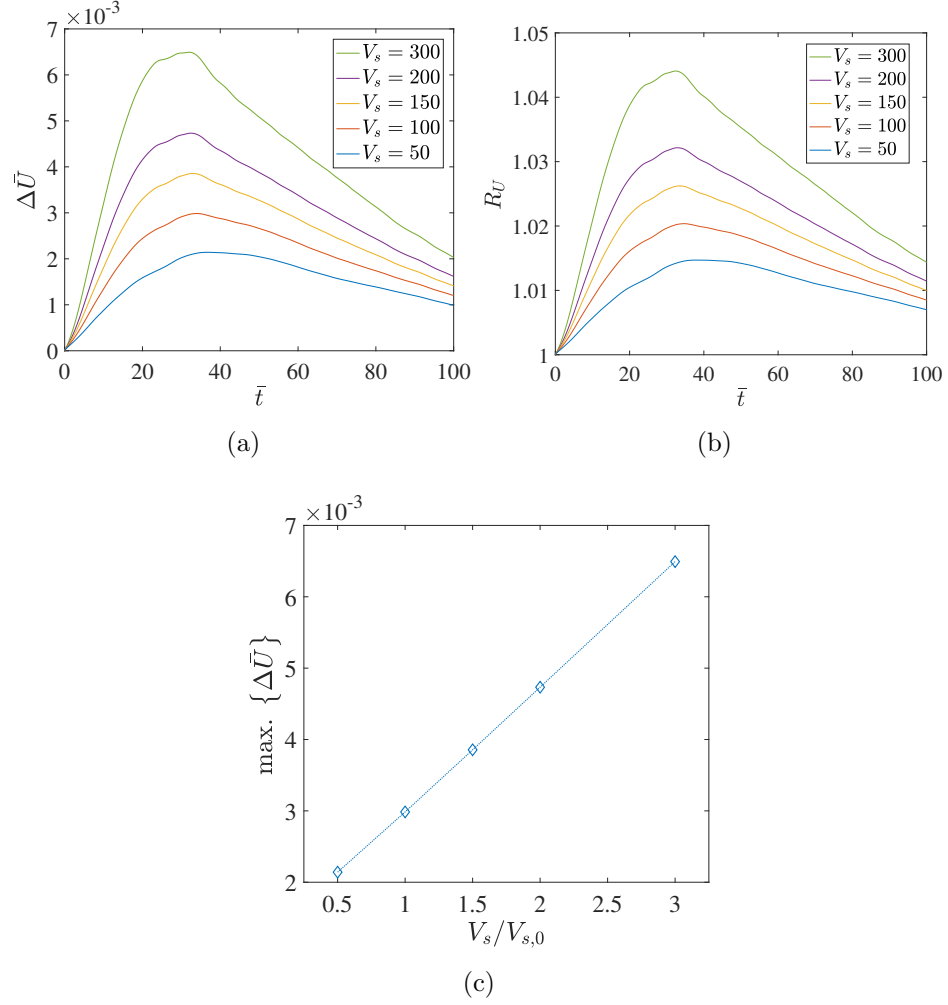 ×10⁻³
7
6
5
4
3
2
1
0
ΔŪ
0 20 40 60 80 100
t̄
V_s = 300
V_s = 200
V_s = 150
V_s = 100
V_s = 50
(a)
1.05
1.04
1.03
1.02
1.01
1
R_U
0 20 40 60 80 100
t̄
V_s = 300
V_s = 200
V_s = 150
V_s = 100
V_s = 50
(b)
×10⁻³
7
6
5
4
3
2
max. {ΔŪ}
0.5 1 1.5 2 2.5 3
V_s/V_{s,0}
(c)